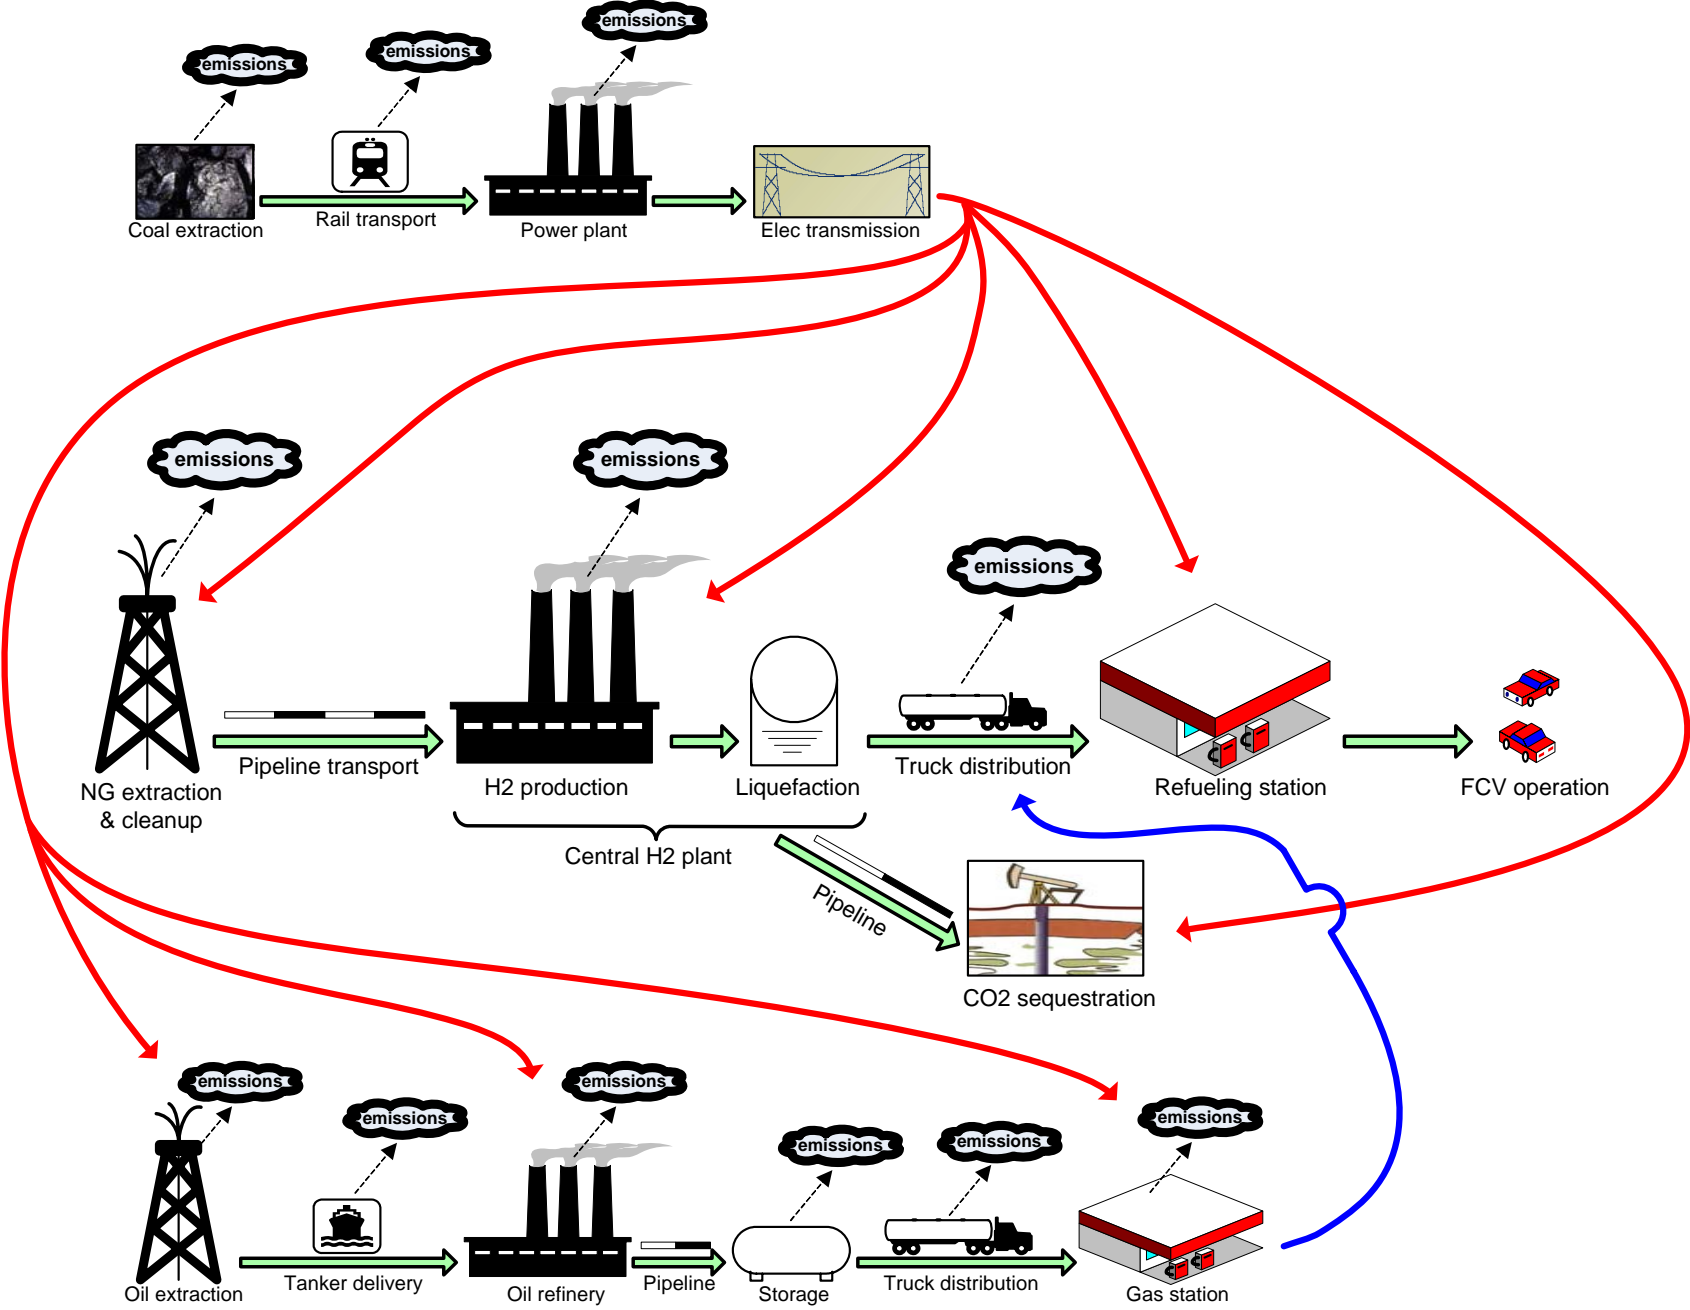 emissions
emissions
emissions
Coal extraction
Rail transport
Power plant
Elec transmission
emissions
emissions
emissions
NG extraction
& cleanup
Pipeline transport
H2 production
Liquefaction
Truck distribution
Refueling station
FCV operation
Central H2 plant
Pipeline
CO2 sequestration
emissions
emissions
emissions
emissions
emissions
emissions
Oil extraction
Tanker delivery
Oil refinery
Pipeline
Storage
Truck distribution
Gas station